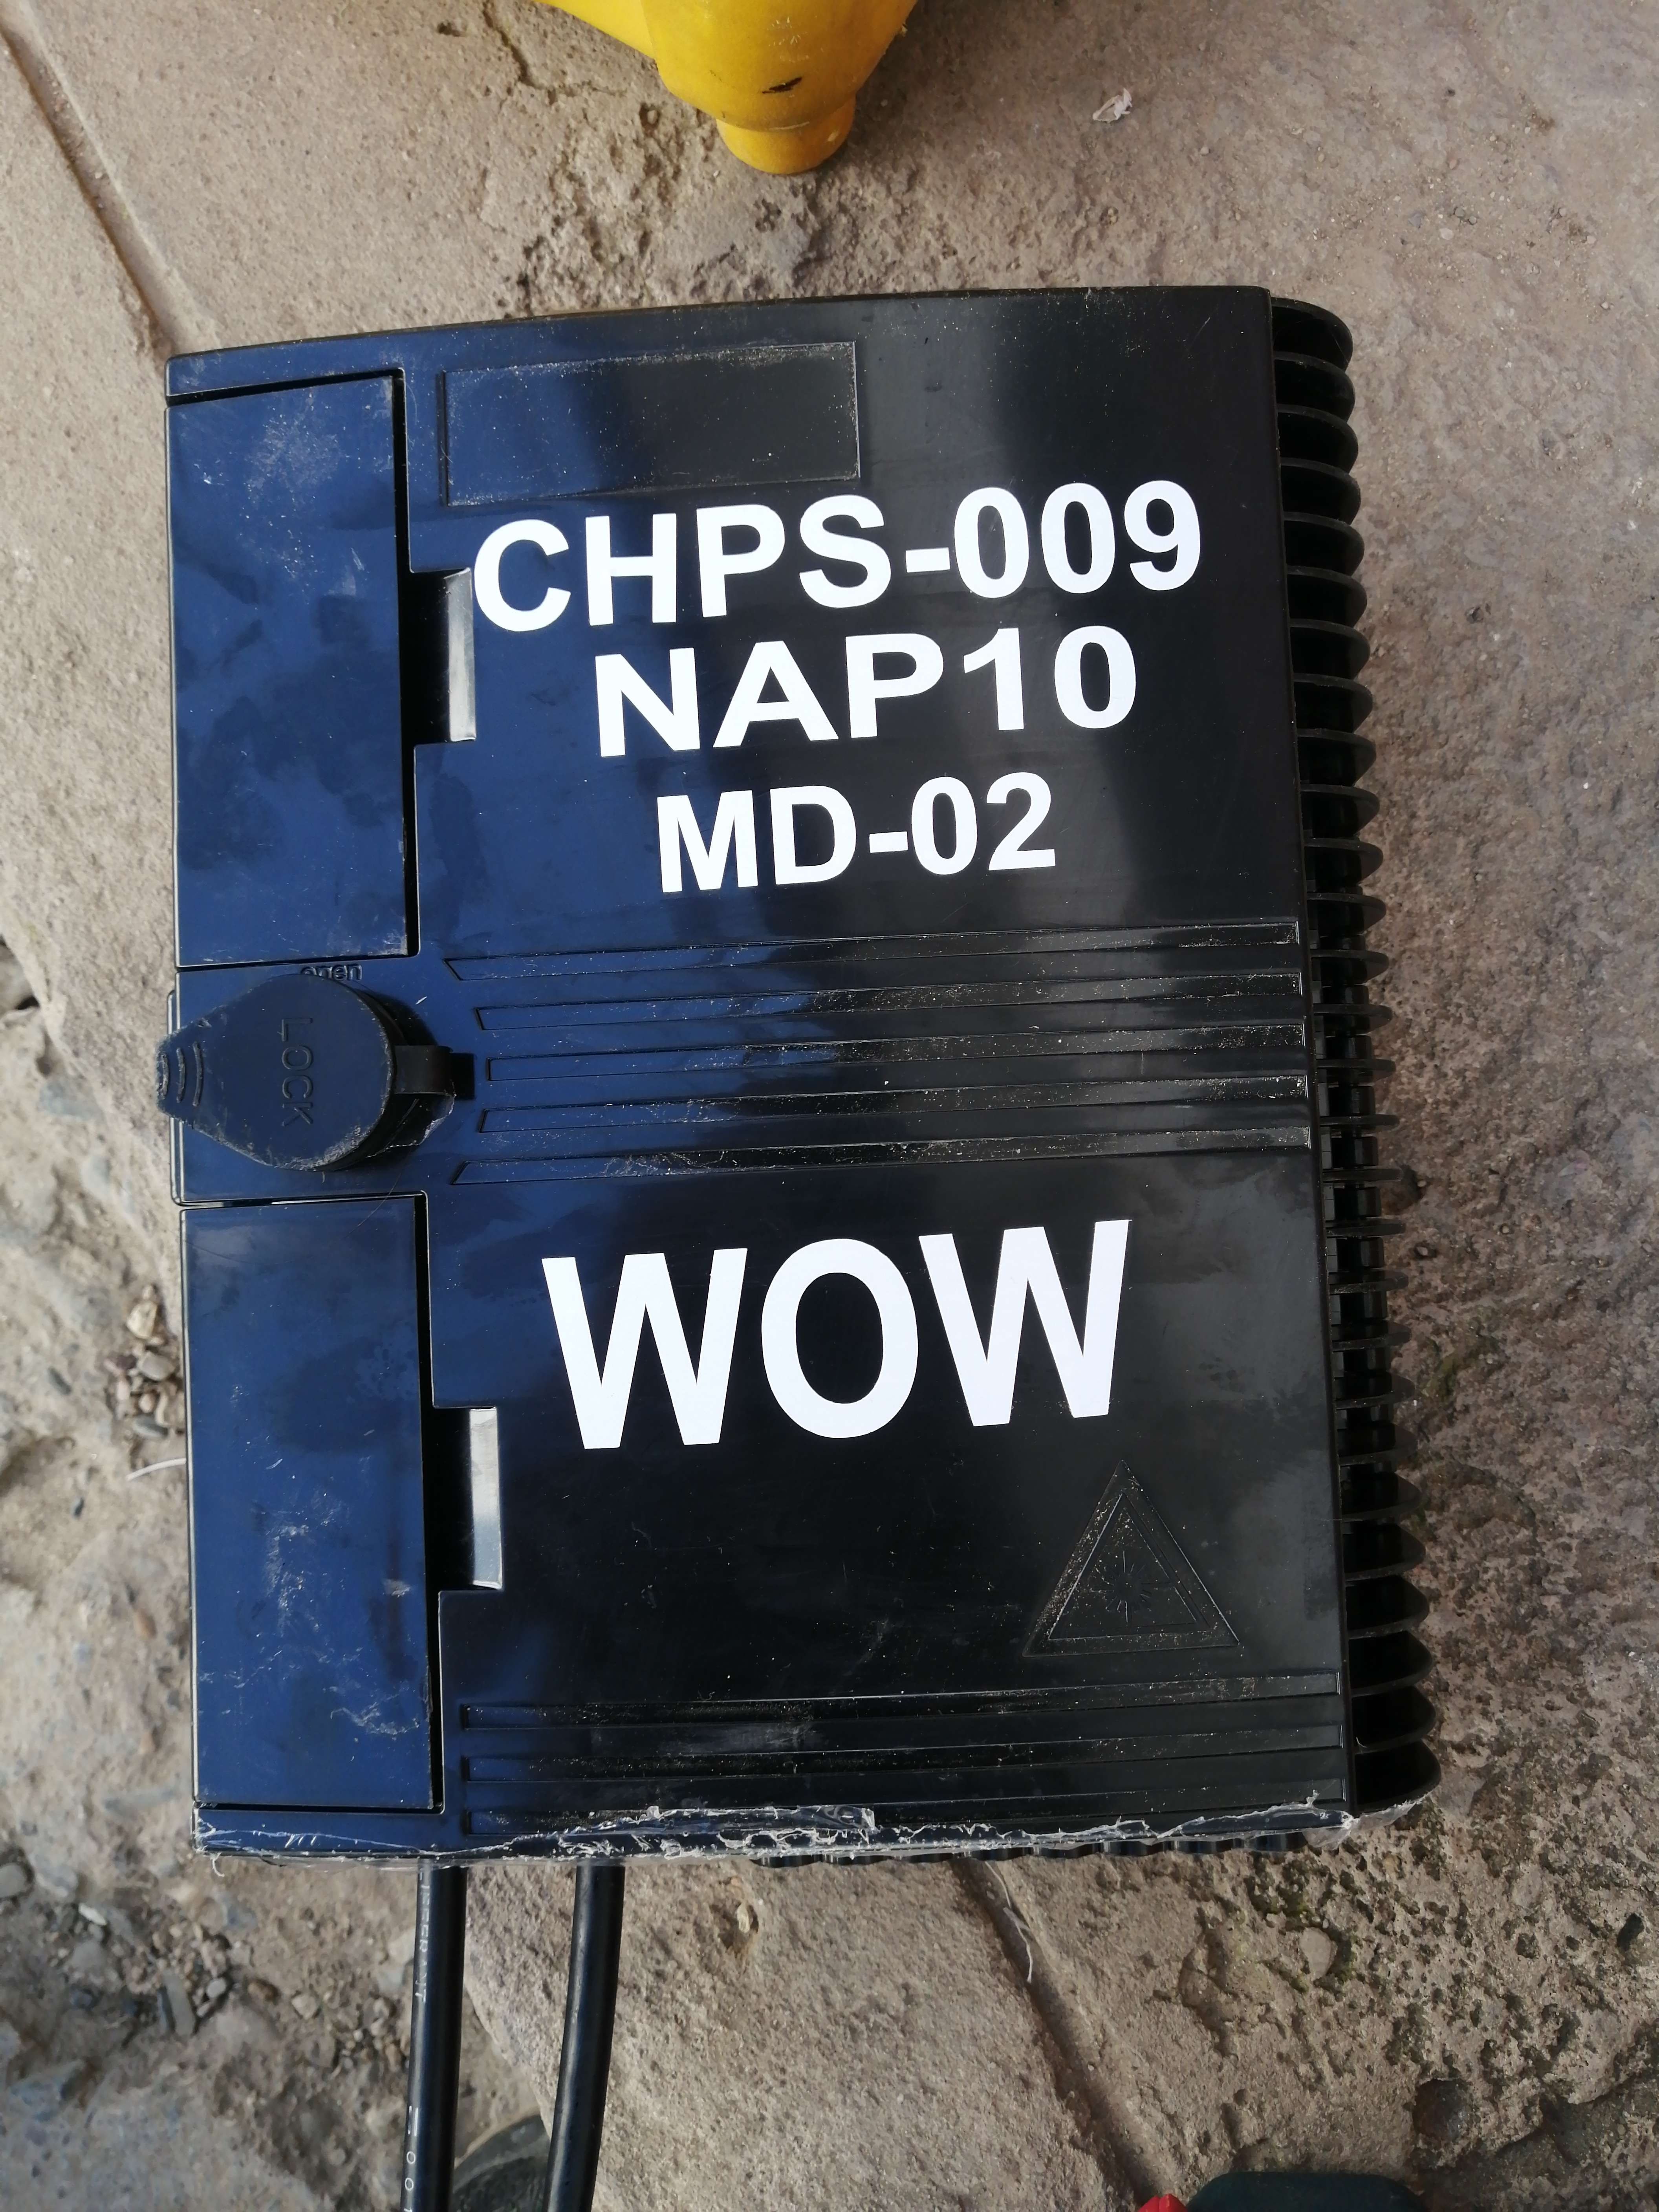 CHPS-009
NAP10
MD-02
open
LOCK
WOW